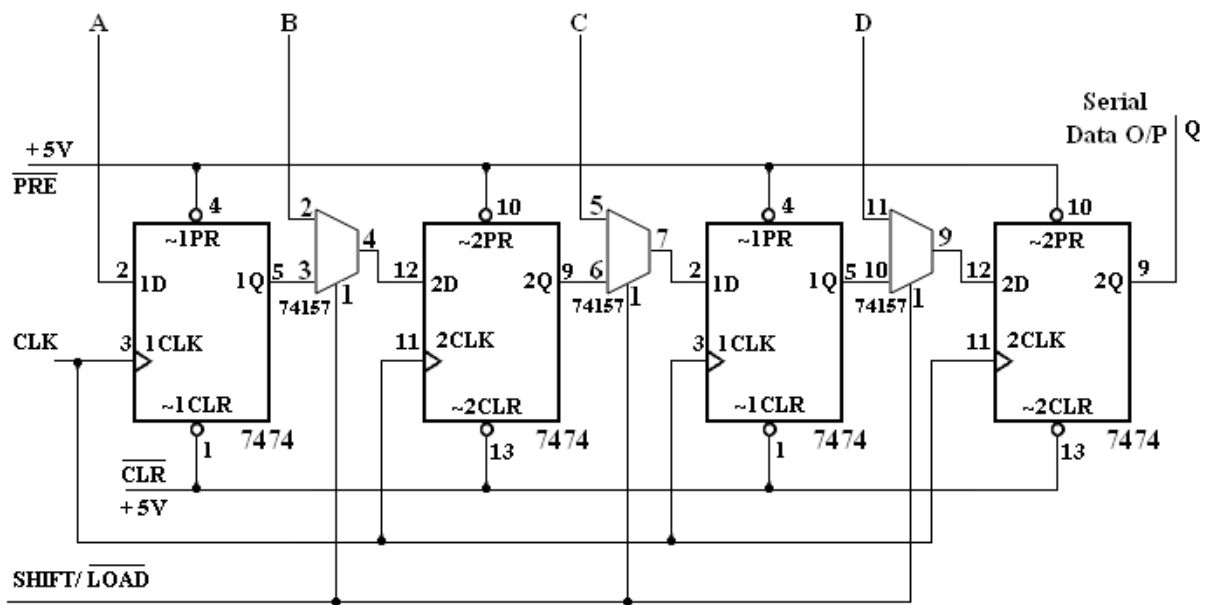 A B C D
Serial
Data O/P Q
+5V
PRE
4 10 4 10
~1PR ~2PR ~1PR ~2PR
2 1D 1Q 5 2 3 4 74157 1
12 2D 2Q 9 5 6 7 74157 1
2 1D 1Q 5 11 10 9 74157 1
12 2D 2Q 9
CLK 3 1CLK 11 2CLK 3 1CLK 11 2CLK
~1CLR ~2CLR ~1CLR ~2CLR
1 7474 13 7474 1 7474 13 7474
CLR
+5V
SHIFT/ LOAD